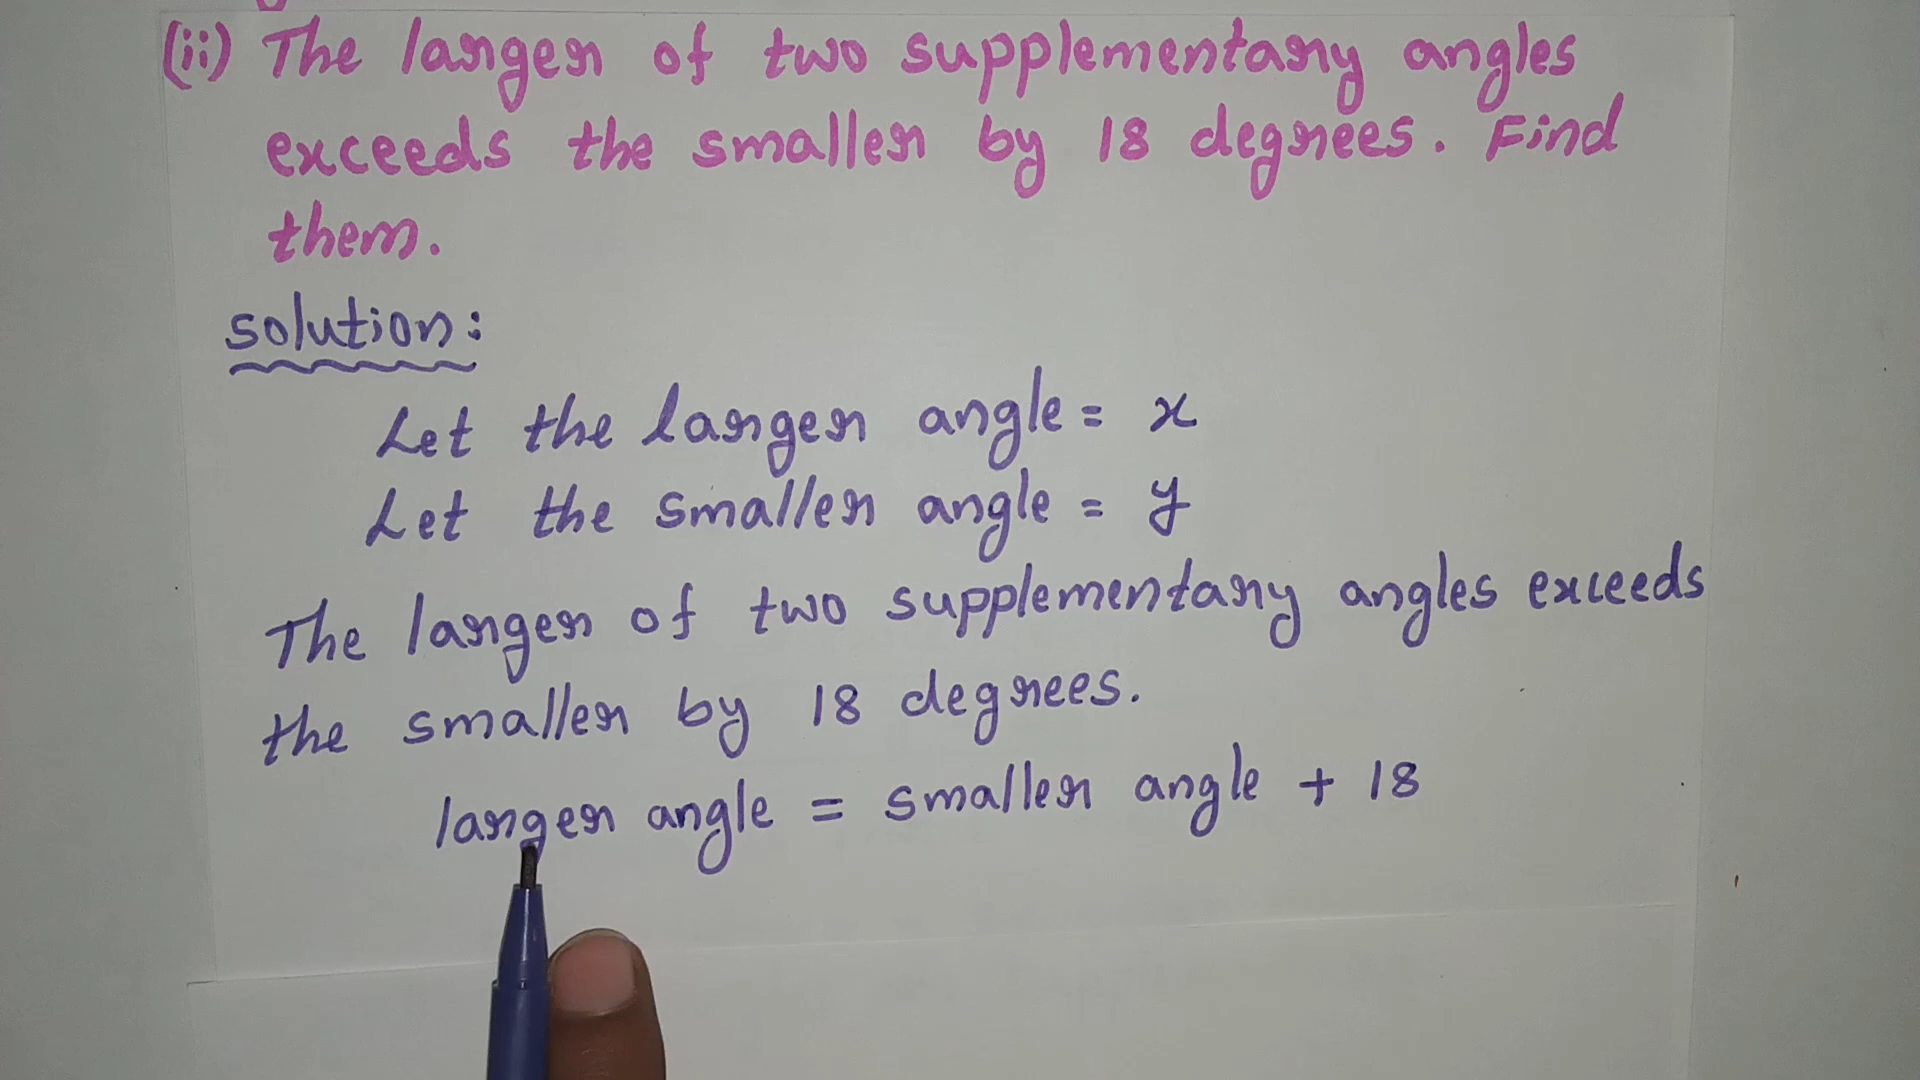 (ii) The larger of two supplementary angles
exceeds the smaller by 18 degrees. Find
them.
solution:
Let the larger angle = x
Let the smaller angle = y
The larger of two supplementary angles exceeds
the smaller by 18 degrees.
larger angle = smaller angle + 18